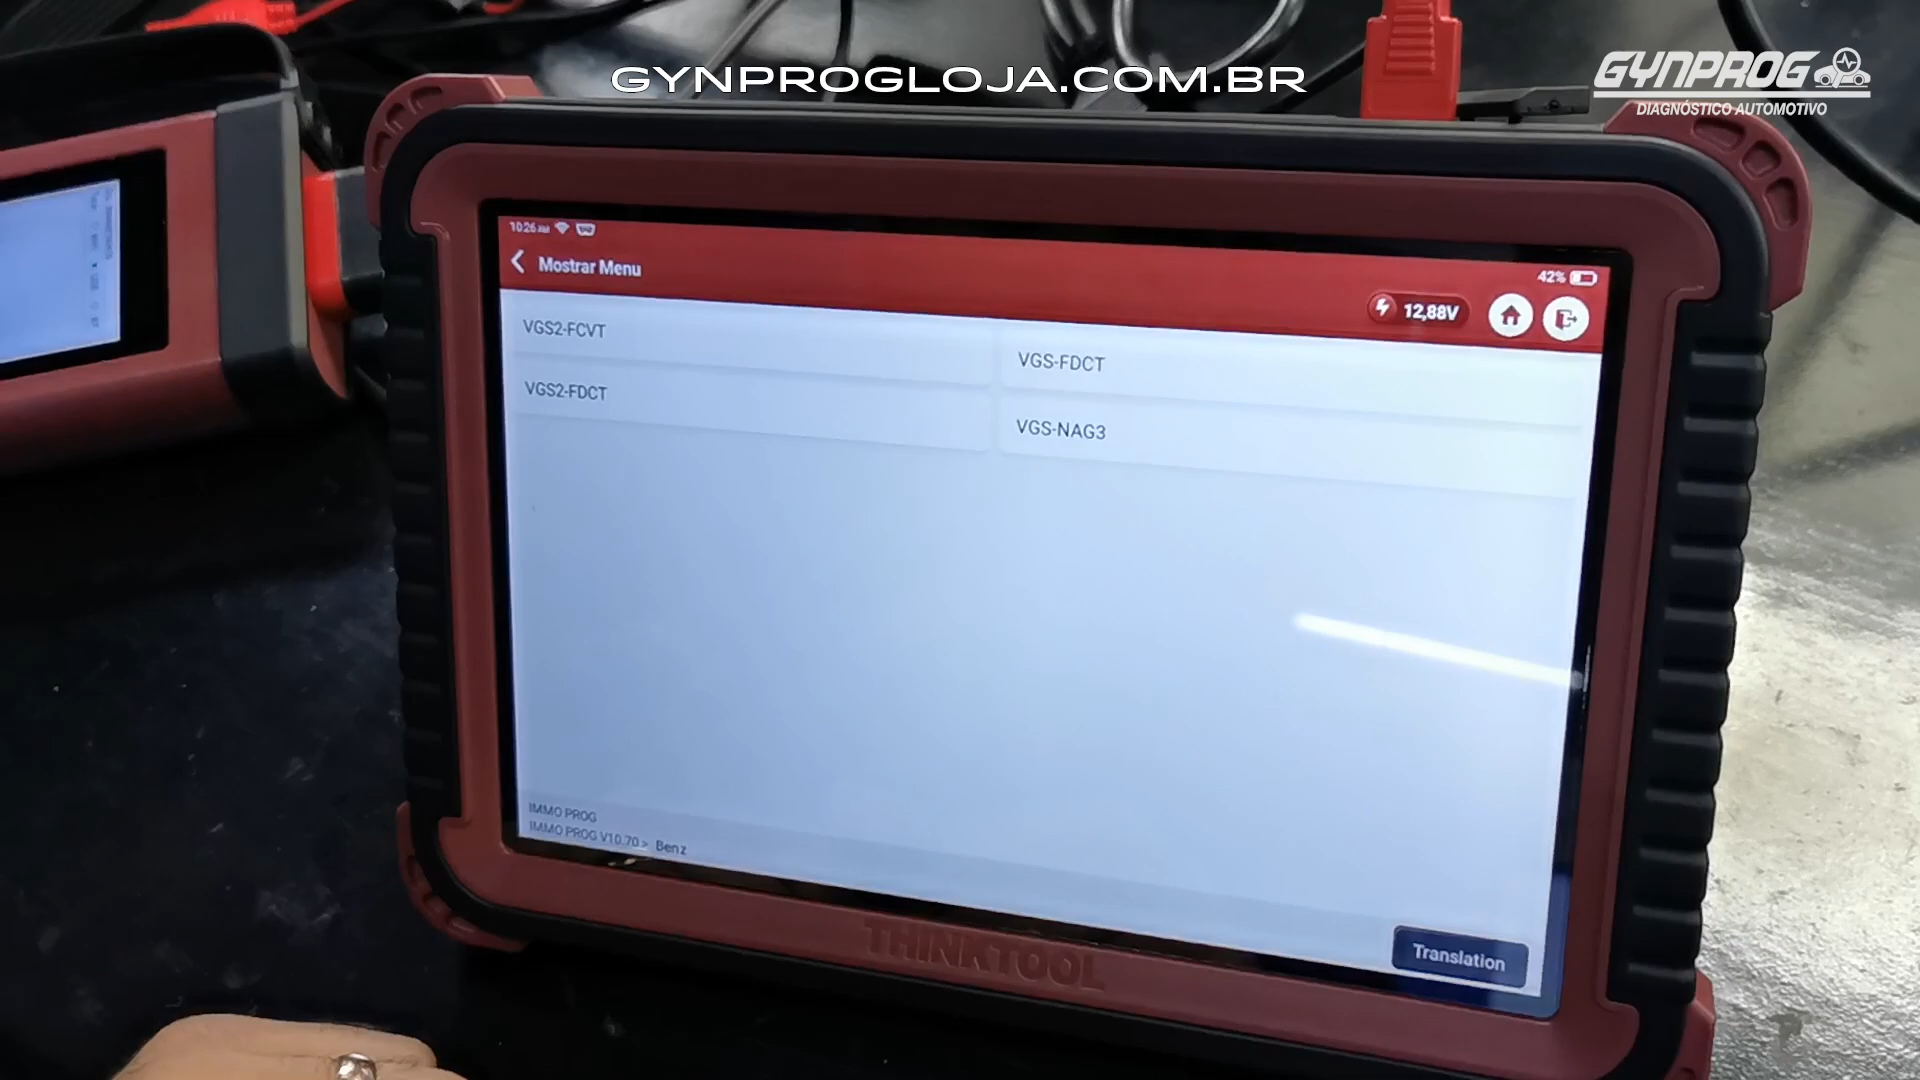 GYNPROGLOJA.COM.BR
GYNPROG
DIAGNÓSTICO AUTOMOTIVO
10:26 AM
42%
Mostrar Menu
12,88V
VGS2-FCVT
VGS-FDCT
VGS2-FDCT
VGS-NAG3
IMMO PROG
IMMO PROG V10.70 > Benz
Translation
THINKTOOL